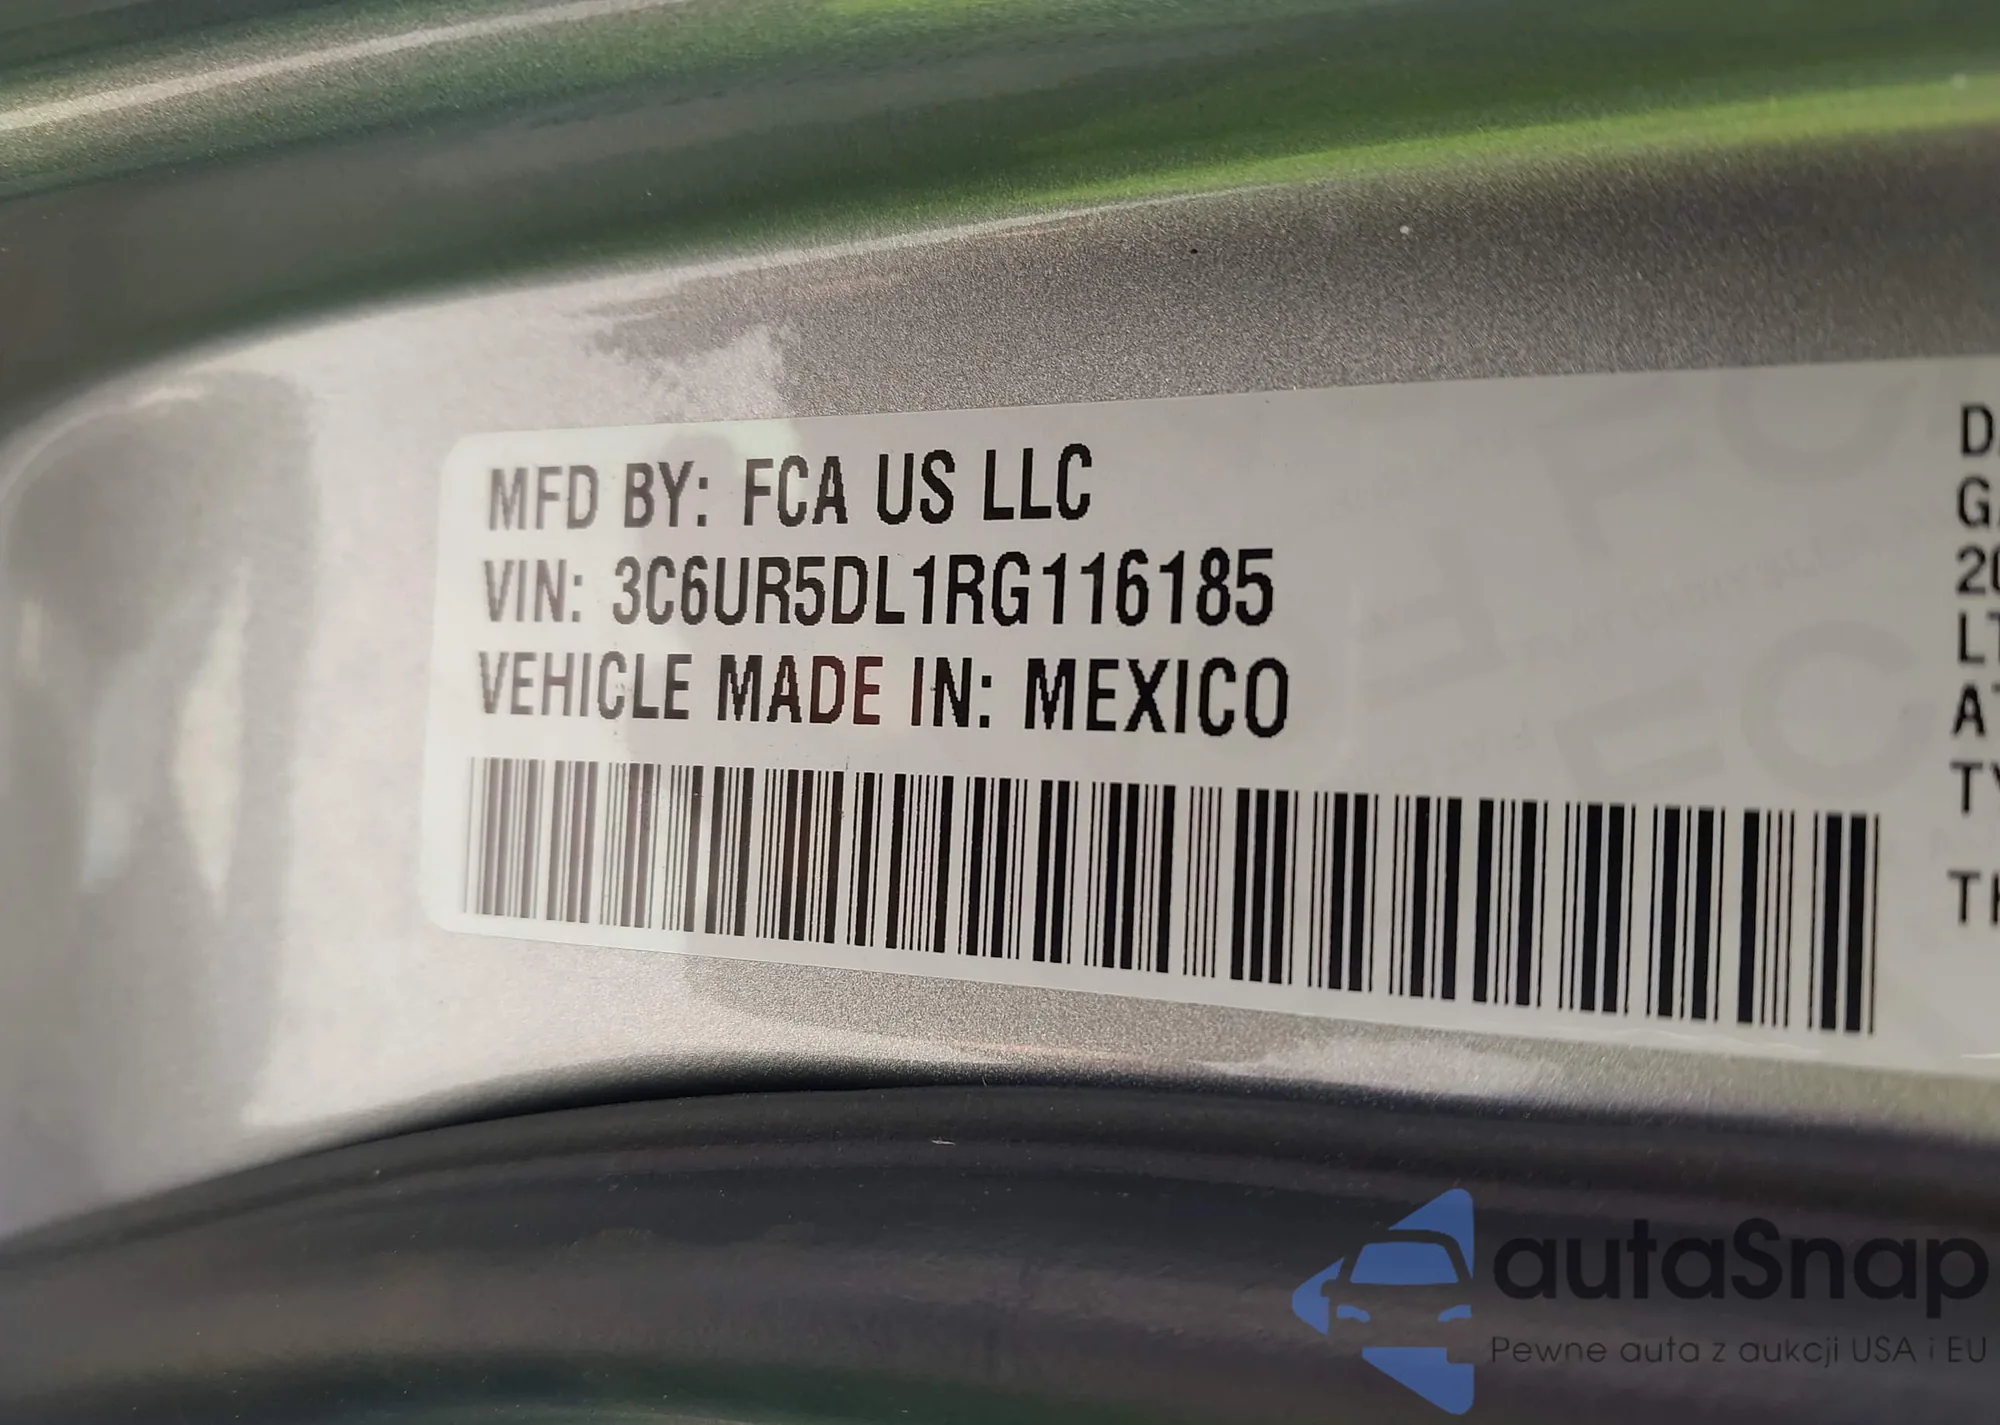 MFD BY: FCA US LLC
VIN: 3C6UR5DL1RG116185
VEHICLE MADE IN: MEXICO
autaSnap
Pewne auta z aukcji USA i EU